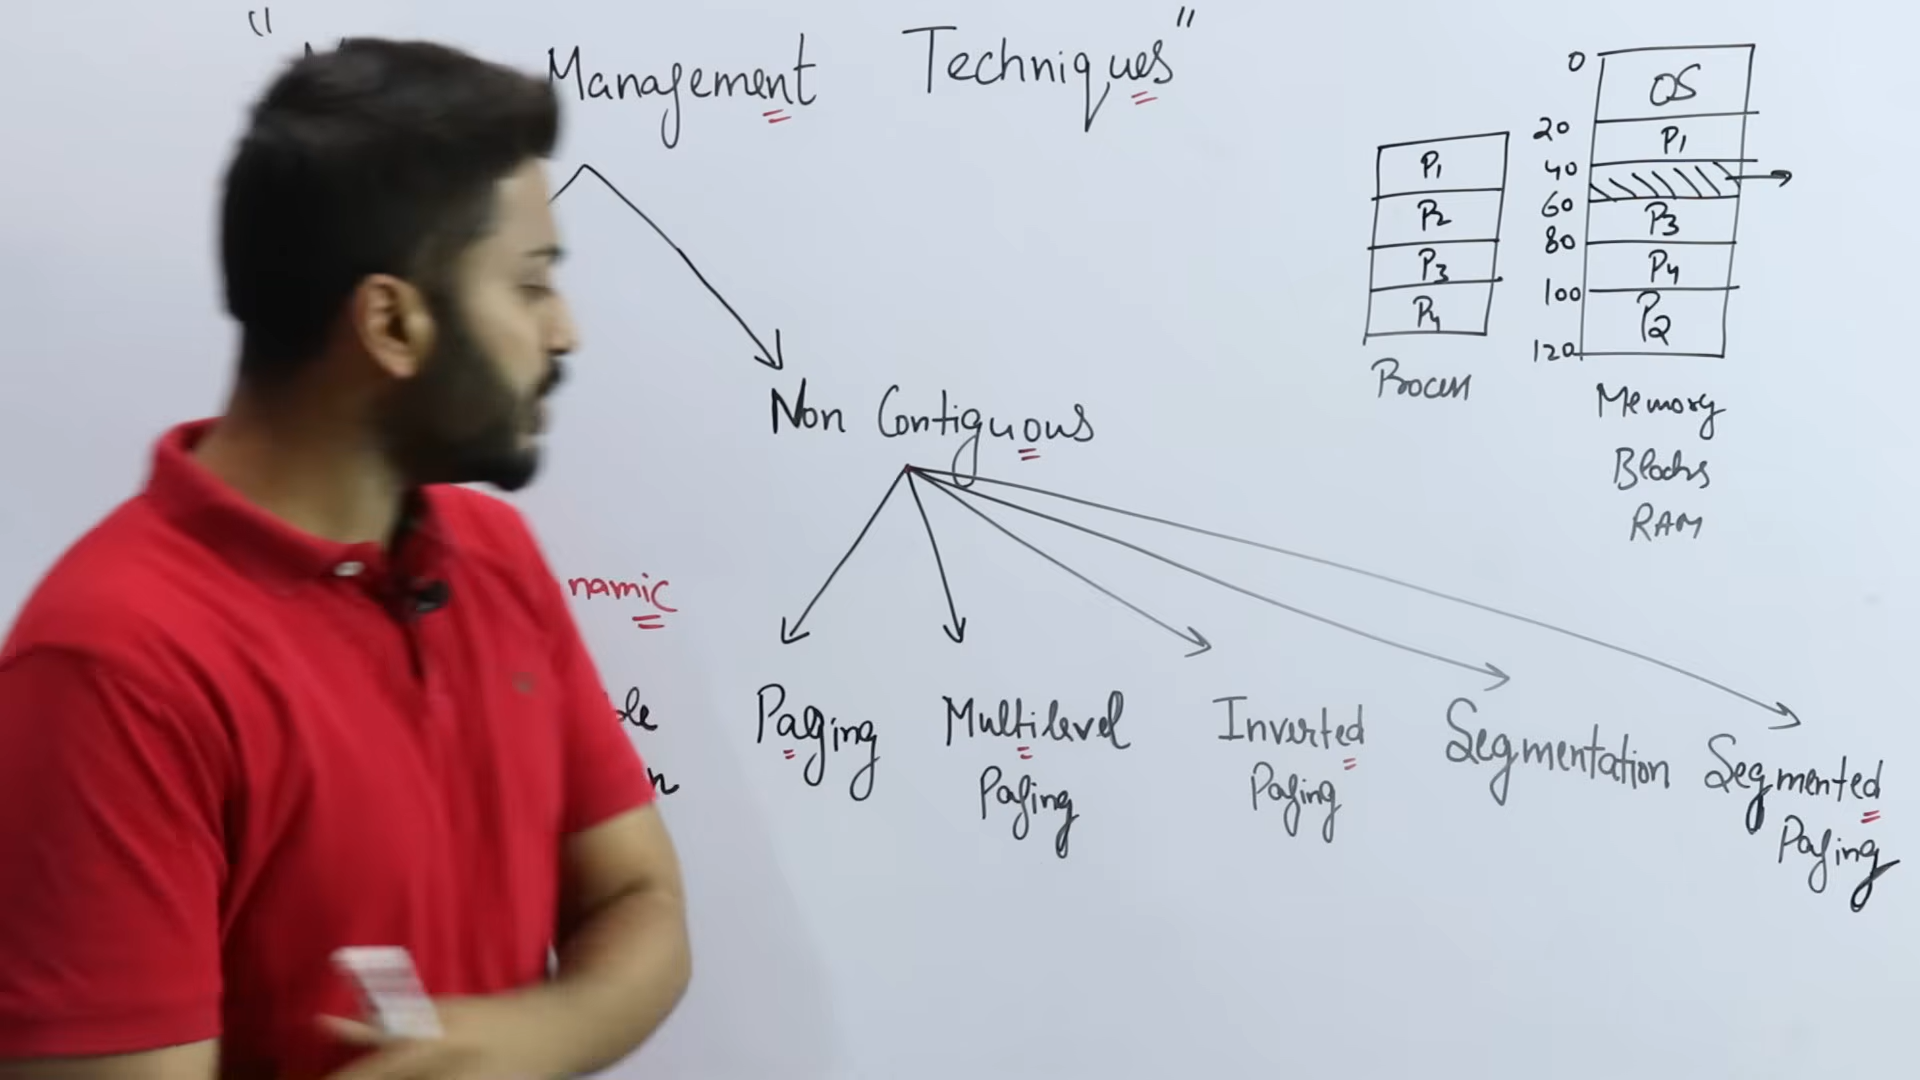 " Management Techniques"
0
OS
20
P1
P1
40
P2
60
P3
P3
80
P4
P4
100
P2
120
Process
Memory
Blocks
RAM
Non Contiguous
namic
ble
n
Paging
Multilevel
Paging
Inverted
Paging
Segmentation
Segmented
Paging